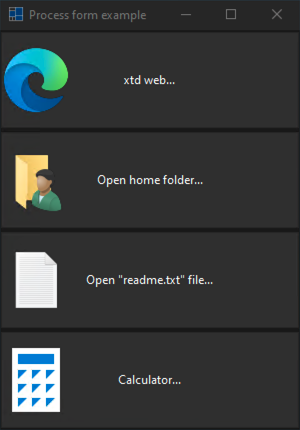 Process form example
xtd web...
Open home folder...
Open "readme.txt" file...
Calculator...